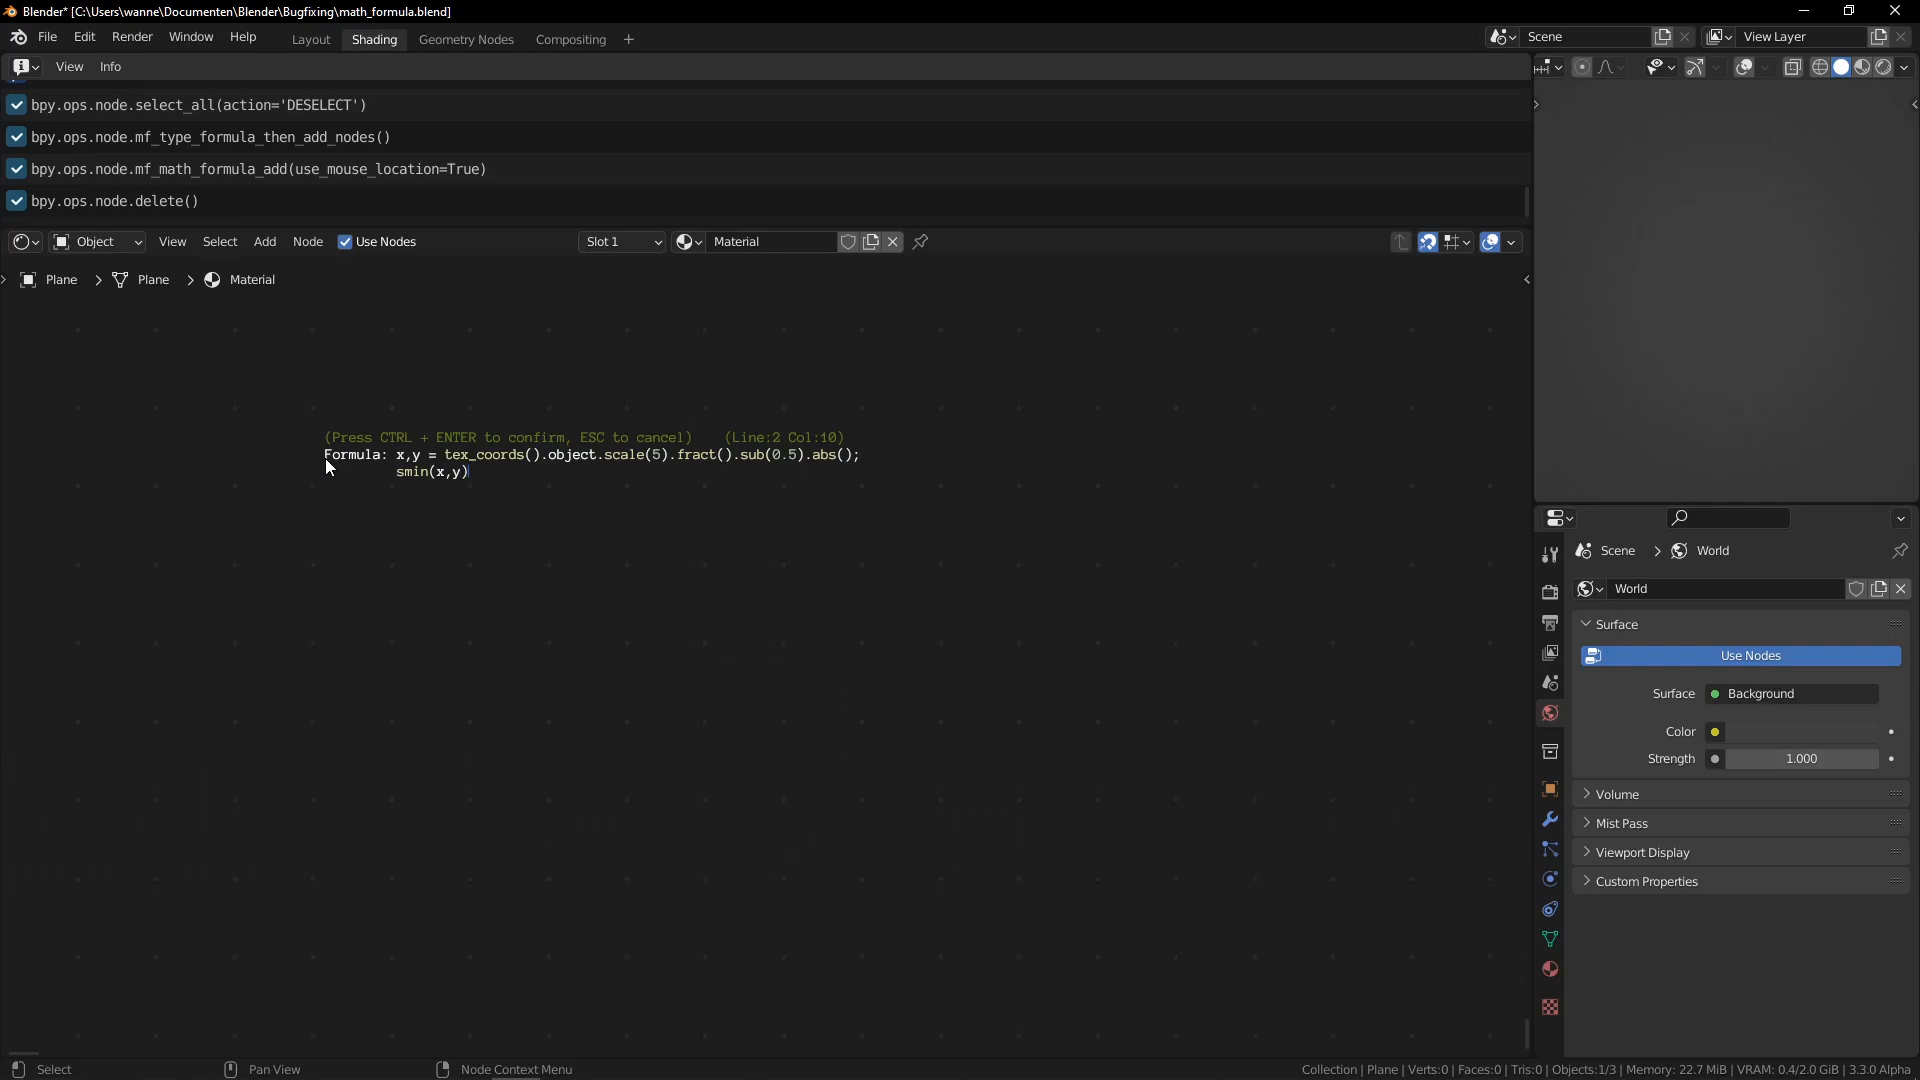 Blender* [C:\Users\wanne\Documenten\Blender\Bugfixing\math_formula.blend]
File Edit Render Window Help Layout Shading Geometry Nodes Compositing + Scene View Layer
View Info
bpy.ops.node.select_all(action='DESELECT')
bpy.ops.node.mf_type_formula_then_add_nodes()
bpy.ops.node.mf_math_formula_add(use_mouse_location=True)
bpy.ops.node.delete()
Object View Select Add Node Use Nodes Slot 1 Material
Plane > Plane > Material
(Press CTRL + ENTER to confirm, ESC to cancel) (Line:2 Col:10)
Formula: x,y = tex_coords().object.scale(5).fract().sub(0.5).abs();
smin(x,y)
Scene > World
World
Surface
Use Nodes
Surface Background
Color
Strength 1.000
Volume
Mist Pass
Viewport Display
Custom Properties
Select Pan View Node Context Menu Collection | Plane | Verts:0 | Faces:0 | Tris:0 | Objects:1/3 | Memory: 22.7 MiB | VRAM: 0.4/2.0 GiB | 3.3.0 Alpha